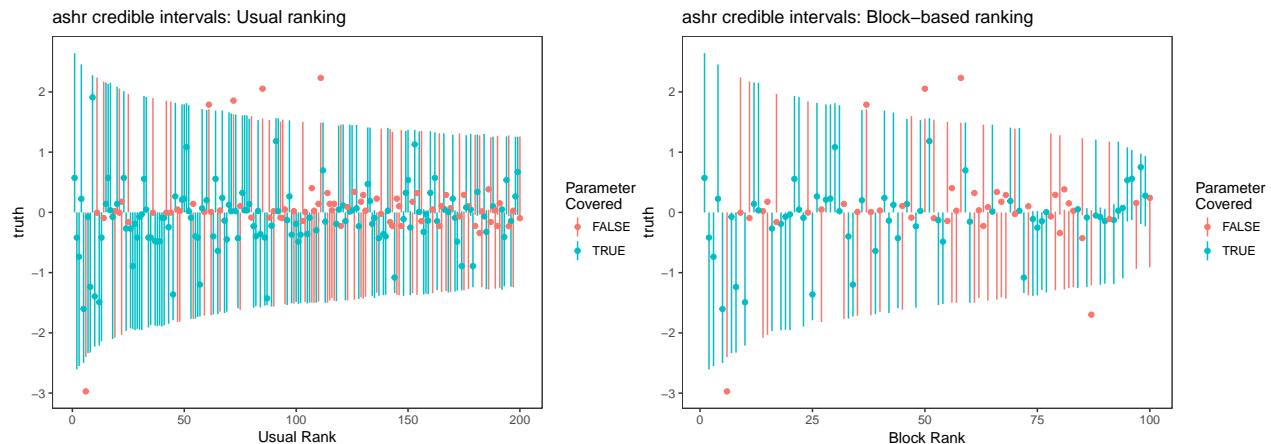 ashr credible intervals: Usual ranking
truth
2
1
0
−1
−2
−3
0
50
100
150
200
Usual Rank
Parameter
Covered
FALSE
TRUE
ashr credible intervals: Block−based ranking
truth
2
1
0
−1
−2
−3
0
25
50
75
100
Block Rank
Parameter
Covered
FALSE
TRUE